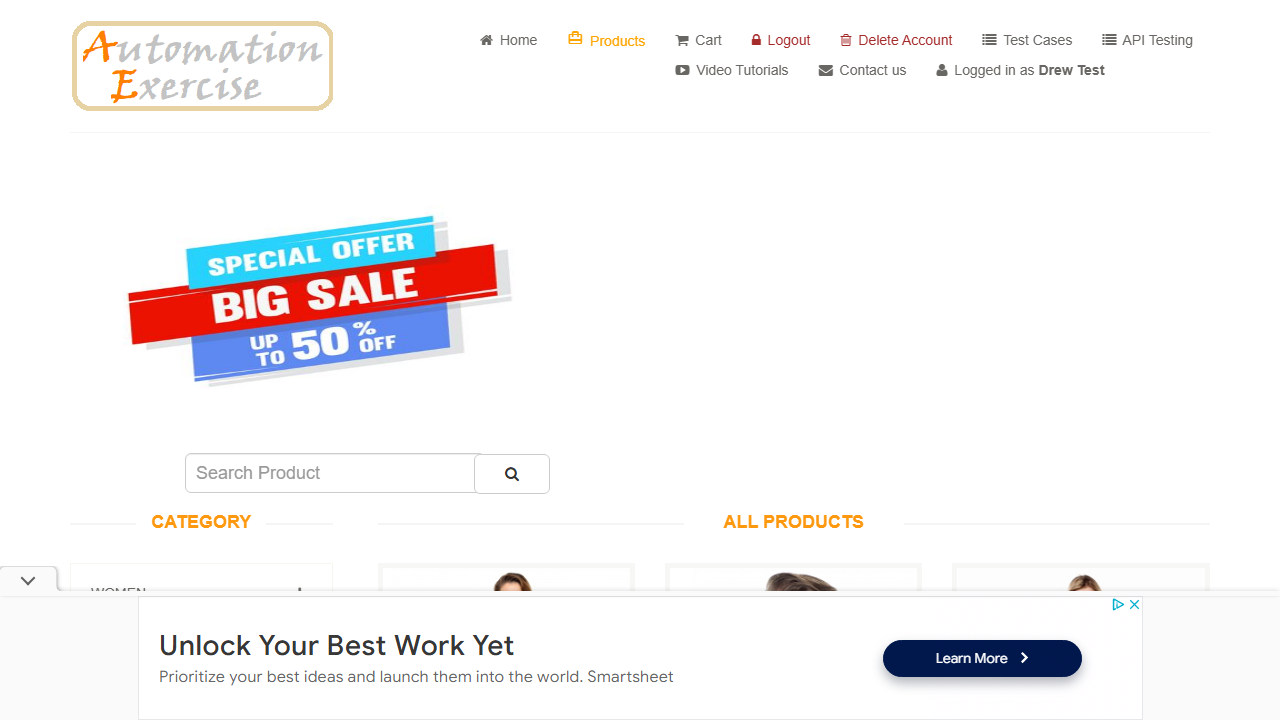 Automation
Exercise
Home
Products
Cart
Logout
Delete Account
Test Cases
API Testing
Video Tutorials
Contact us
Logged in as Drew Test
SPECIAL OFFER
BIG SALE
UP TO 50% OFF
Search Product
CATEGORY
ALL PRODUCTS
WOMEN
Unlock Your Best Work Yet
Prioritize your best ideas and launch them into the world. Smartsheet
Learn More